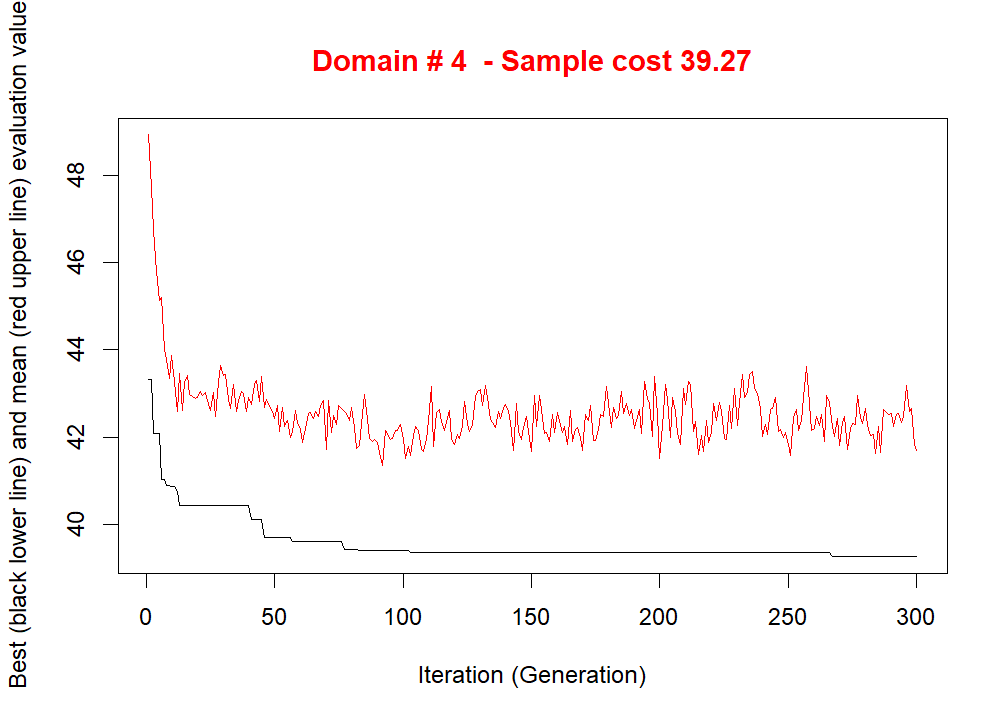 Domain # 4  - Sample cost 39.27
Best (black lower line) and mean (red upper line) evaluation value
48
46
44
42
40
0 50 100 150 200 250 300
Iteration (Generation)